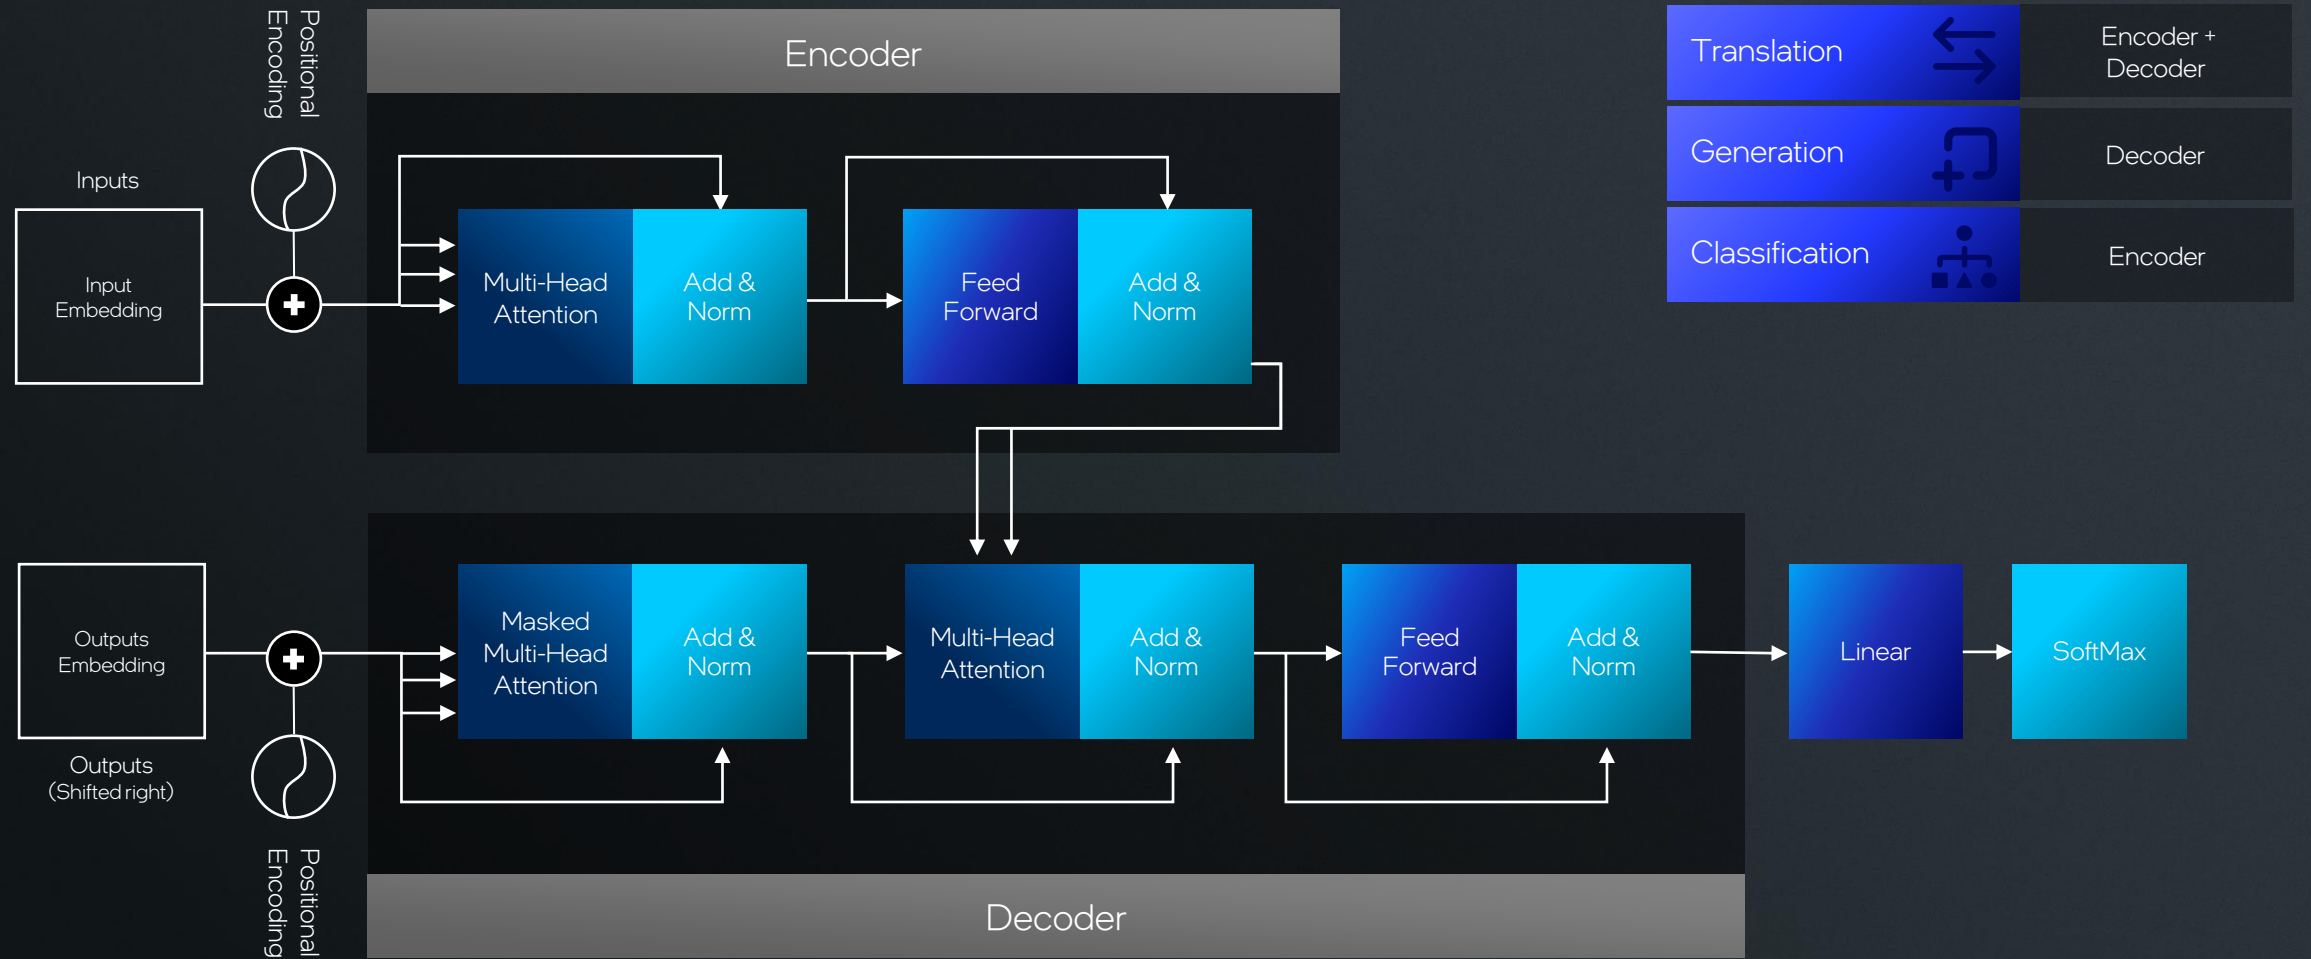 Positional
Encoding
Encoder
Inputs
Input
Embedding
Multi-Head
Attention
Add &
Norm
Feed
Forward
Add &
Norm
Translation
Encoder +
Decoder
Generation
Decoder
Classification
Encoder
Outputs
Embedding
Outputs
(Shifted right)
Positional
Encoding
Masked
Multi-Head
Attention
Add &
Norm
Multi-Head
Attention
Add &
Norm
Feed
Forward
Add &
Norm
Linear
SoftMax
Decoder